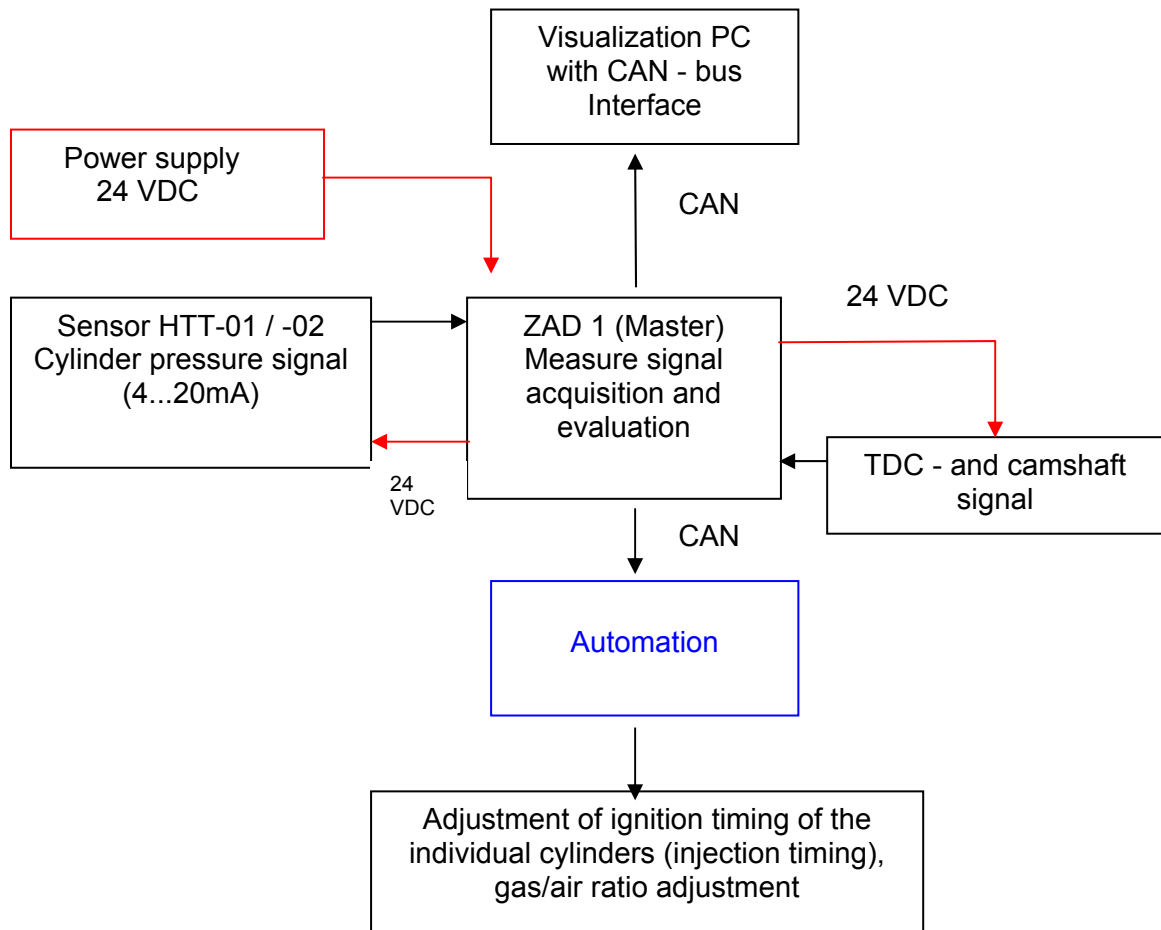 Visualization PC
with CAN - bus
Interface
Power supply
24 VDC
CAN
Sensor HTT-01 / -02
Cylinder pressure signal
(4...20mA)
ZAD 1 (Master)
Measure signal
acquisition and
evaluation
24 VDC
24
VDC
TDC - and camshaft
signal
CAN
Automation
Adjustment of ignition timing of the
individual cylinders (injection timing),
gas/air ratio adjustment